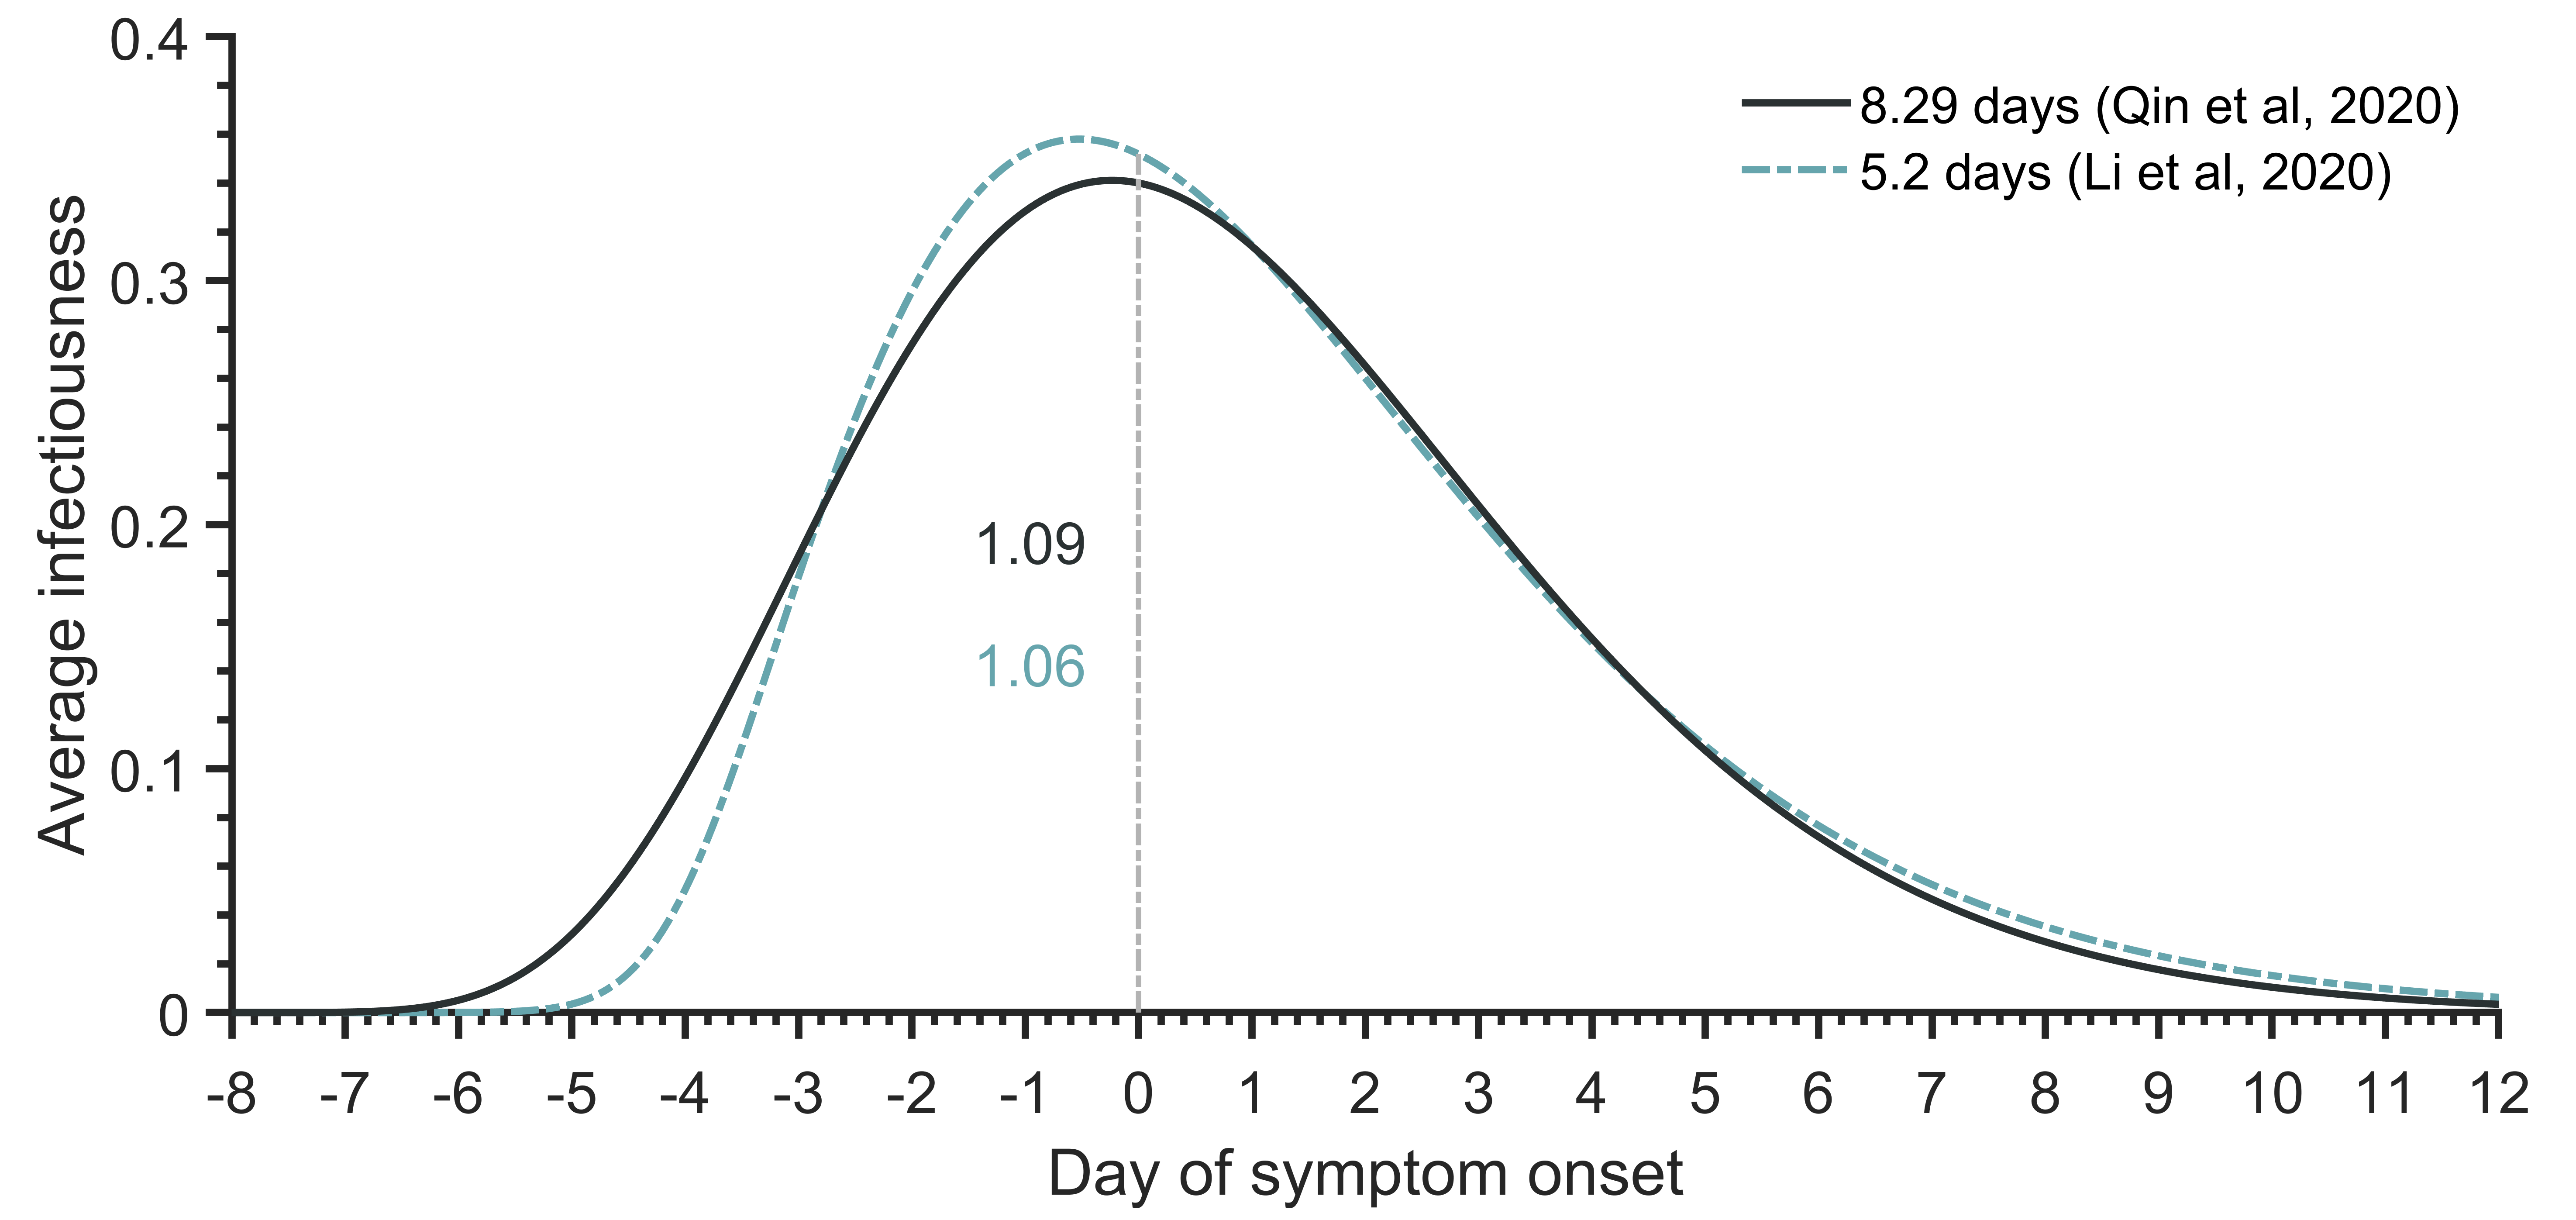 0.4
0.3
0.2
0.1
0
Average infectiousness
8.29 days (Qin et al, 2020)
5.2 days (Li et al, 2020)
1.09
1.06
-8 -7 -6 -5 -4 -3 -2 -1 0 1 2 3 4 5 6 7 8 9 10 11 12
Day of symptom onset